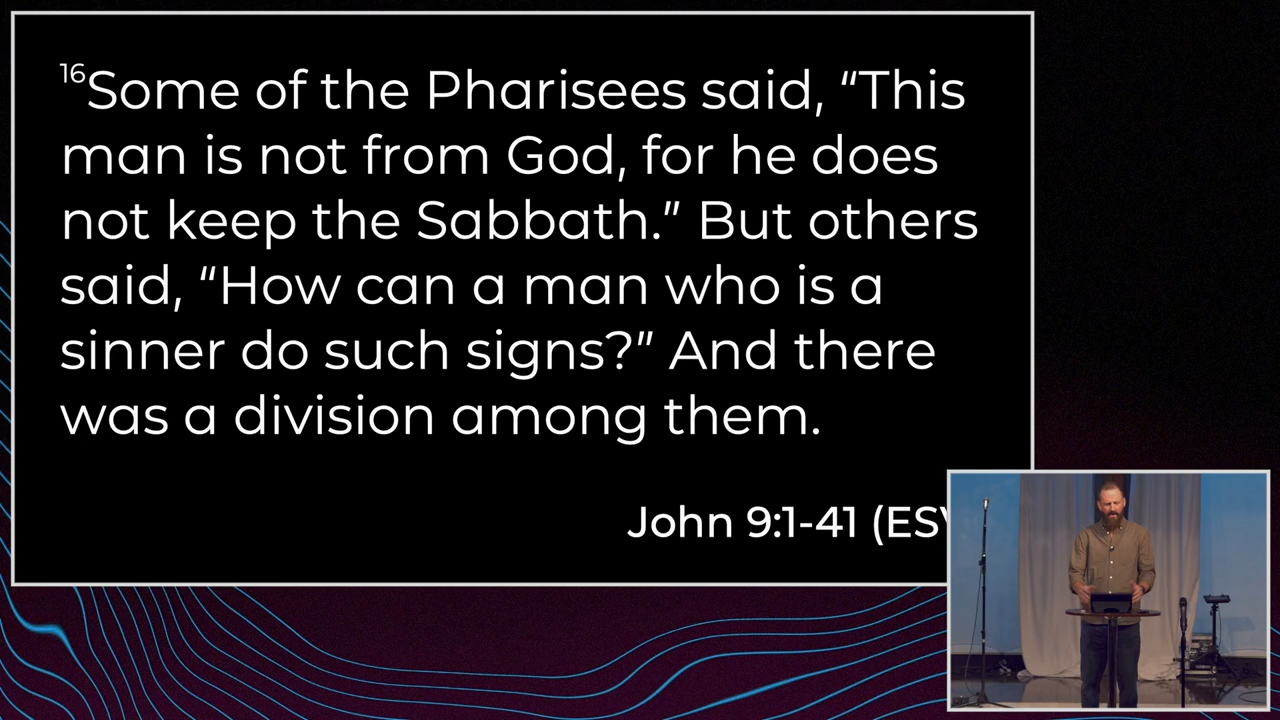 16Some of the Pharisees said, “This
man is not from God, for he does
not keep the Sabbath.” But others
said, “How can a man who is a
sinner do such signs?” And there
was a division among them.
John 9:1-41 (ES